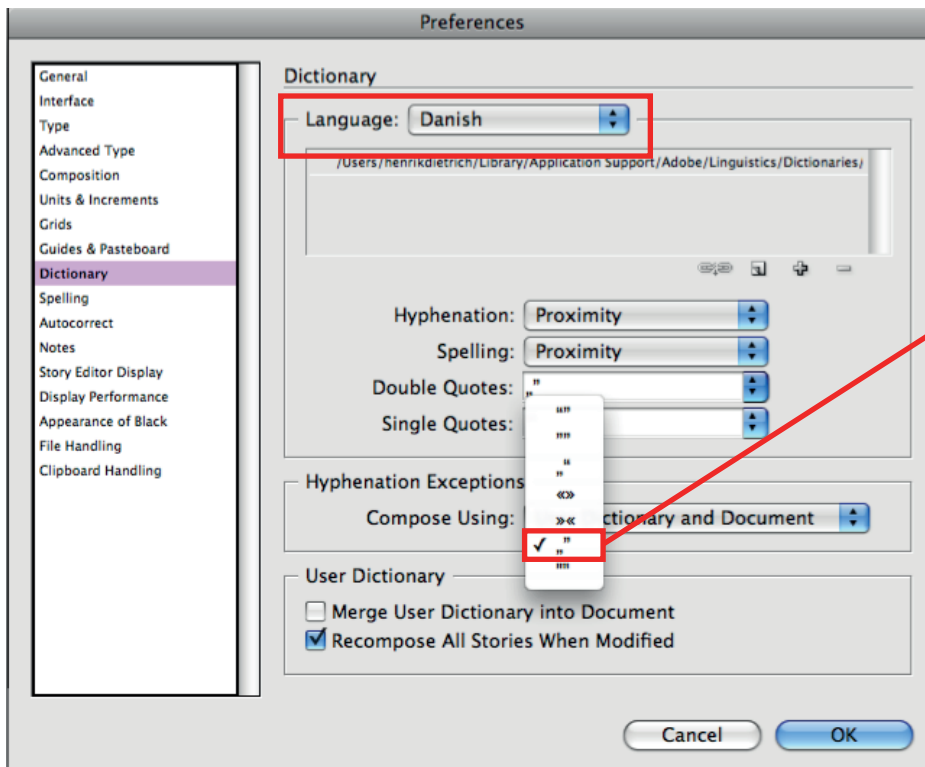 Preferences
General
Interface
Type
Advanced Type
Composition
Units & Increments
Grids
Guides & Pasteboard
Dictionary
Spelling
Autocorrect
Notes
Story Editor Display
Display Performance
Appearance of Black
File Handling
Clipboard Handling
Dictionary
Language: Danish
/Users/henrikdietrich/Library/Application Support/Adobe/Linguistics/Dictionaries/
Hyphenation: Proximity
Spelling: Proximity
Double Quotes: „”
Single Quotes:
“”
””
„“
«»
»«
✓ „”
""
Hyphenation Exceptions
Compose Using: Dictionary and Document
User Dictionary
Merge User Dictionary into Document
Recompose All Stories When Modified
Cancel
OK